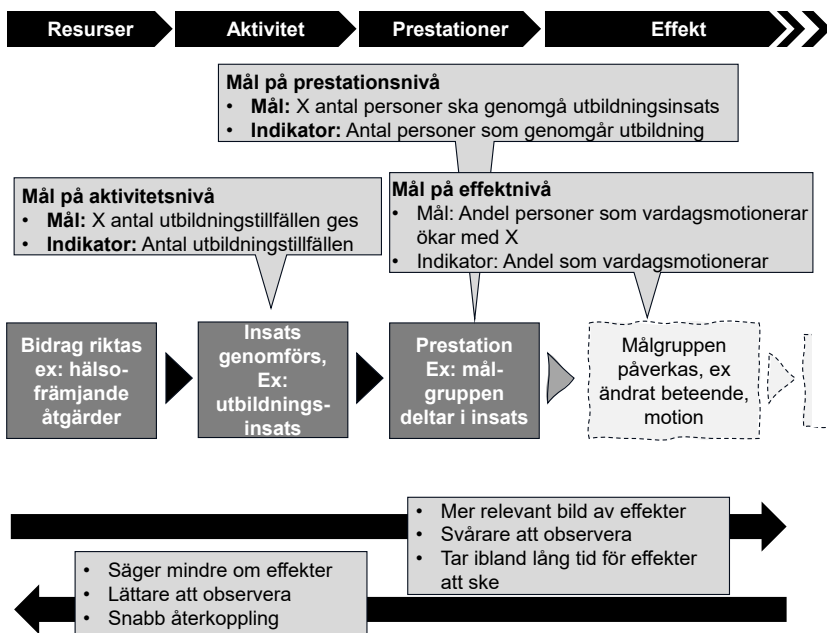 Resurser
Aktivitet
Prestationer
Effekt
Mål på prestationsnivå
• Mål: X antal personer ska genomgå utbildningsinsats
• Indikator: Antal personer som genomgår utbildning
Mål på aktivitetsnivå
• Mål: X antal utbildningstillfällen ges
• Indikator: Antal utbildningstillfällen
Mål på effektnivå
• Mål: Andel personer som vardagsmotionerar
ökar med X
• Indikator: Andel som vardagsmotionerar
Bidrag riktas
ex: hälso-
främjande
åtgärder
Insats
genomförs,
Ex:
utbildnings-
insats
Prestation
Ex: mål-
gruppen
deltar i insats
Målgruppen
påverkas, ex
ändrat beteende,
motion
• Mer relevant bild av effekter
• Svårare att observera
• Tar ibland lång tid för effekter
att ske
• Säger mindre om effekter
• Lättare att observera
• Snabb återkoppling